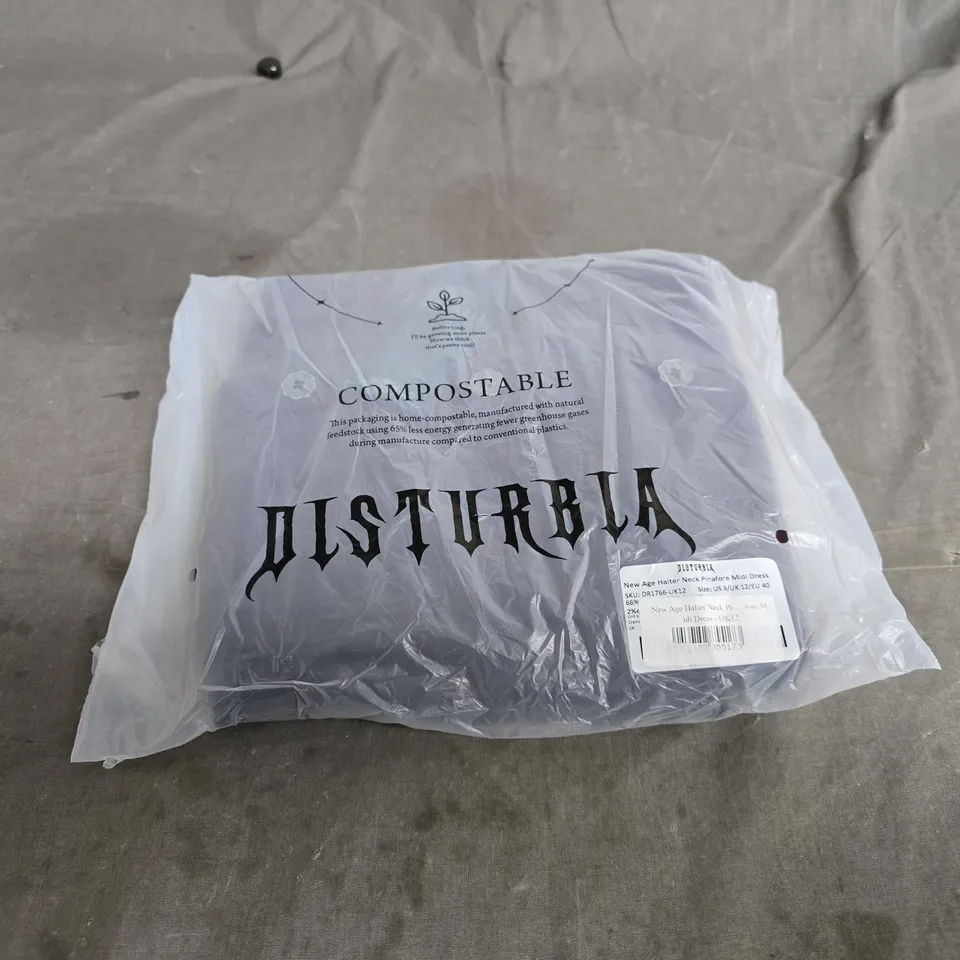 Before long,
I'll be growing more plants
Now we think
that's pretty cool!
COMPOSTABLE
This packaging is home-compostable, manufactured with natural
feedstock using 65% less energy generating fewer greenhouse gases
during manufacture compared to conventional plastics.
DISTURBIA
DISTURBIA
New Age Halter Neck Pinafore Midi Dress
SKU: DR1766-UK12 Size: US 8/UK 12/EU 40
66%
2%
New Age Halter Neck
idi Dress -UK12
55173